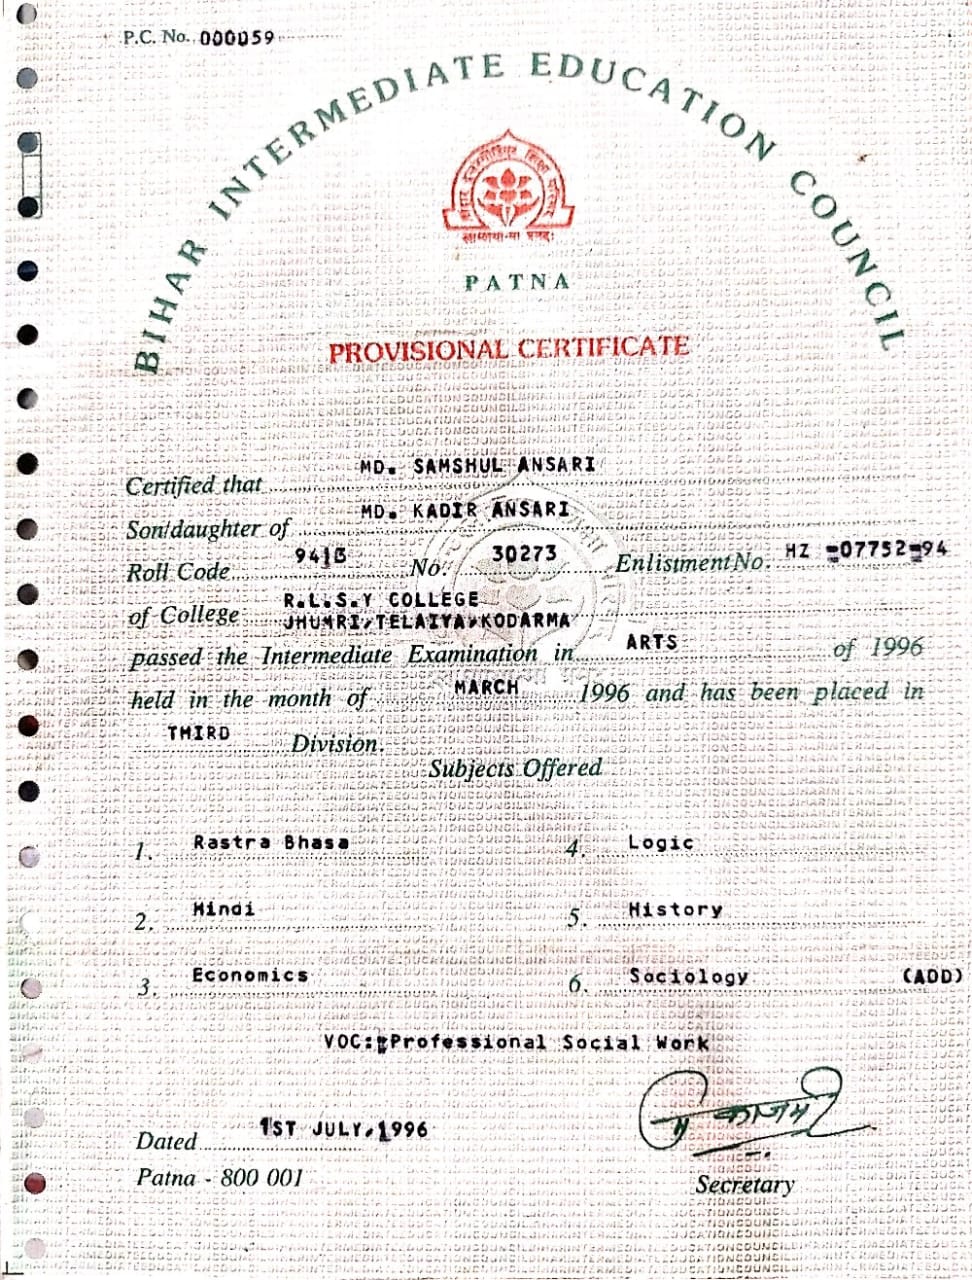 P.C. No. 000059
BIHAR INTERMEDIATE EDUCATION COUNCIL
PATNA
PROVISIONAL CERTIFICATE
Certified that MD. SAMSHUL ANSARI
Son/daughter of MD. KADIR ANSARI
Roll Code No. 30273 Enlistment No. HZ -07752-94
of College R.L.S.Y COLLEGE
JHUMRI,TELAIYA,KODARMA
passed the Intermediate Examination in ARTS of 1996
held in the month of MARCH 1996 and has been placed in
THIRD Division.
Subjects Offered
1. Rastra Bhasa 4. Logic
2. Hindi 5. History
3. Economics 6. Sociology (ADD)
VOC:-Professional Social Work
Dated 1ST JULY,1996
Patna - 800 001
Secretary